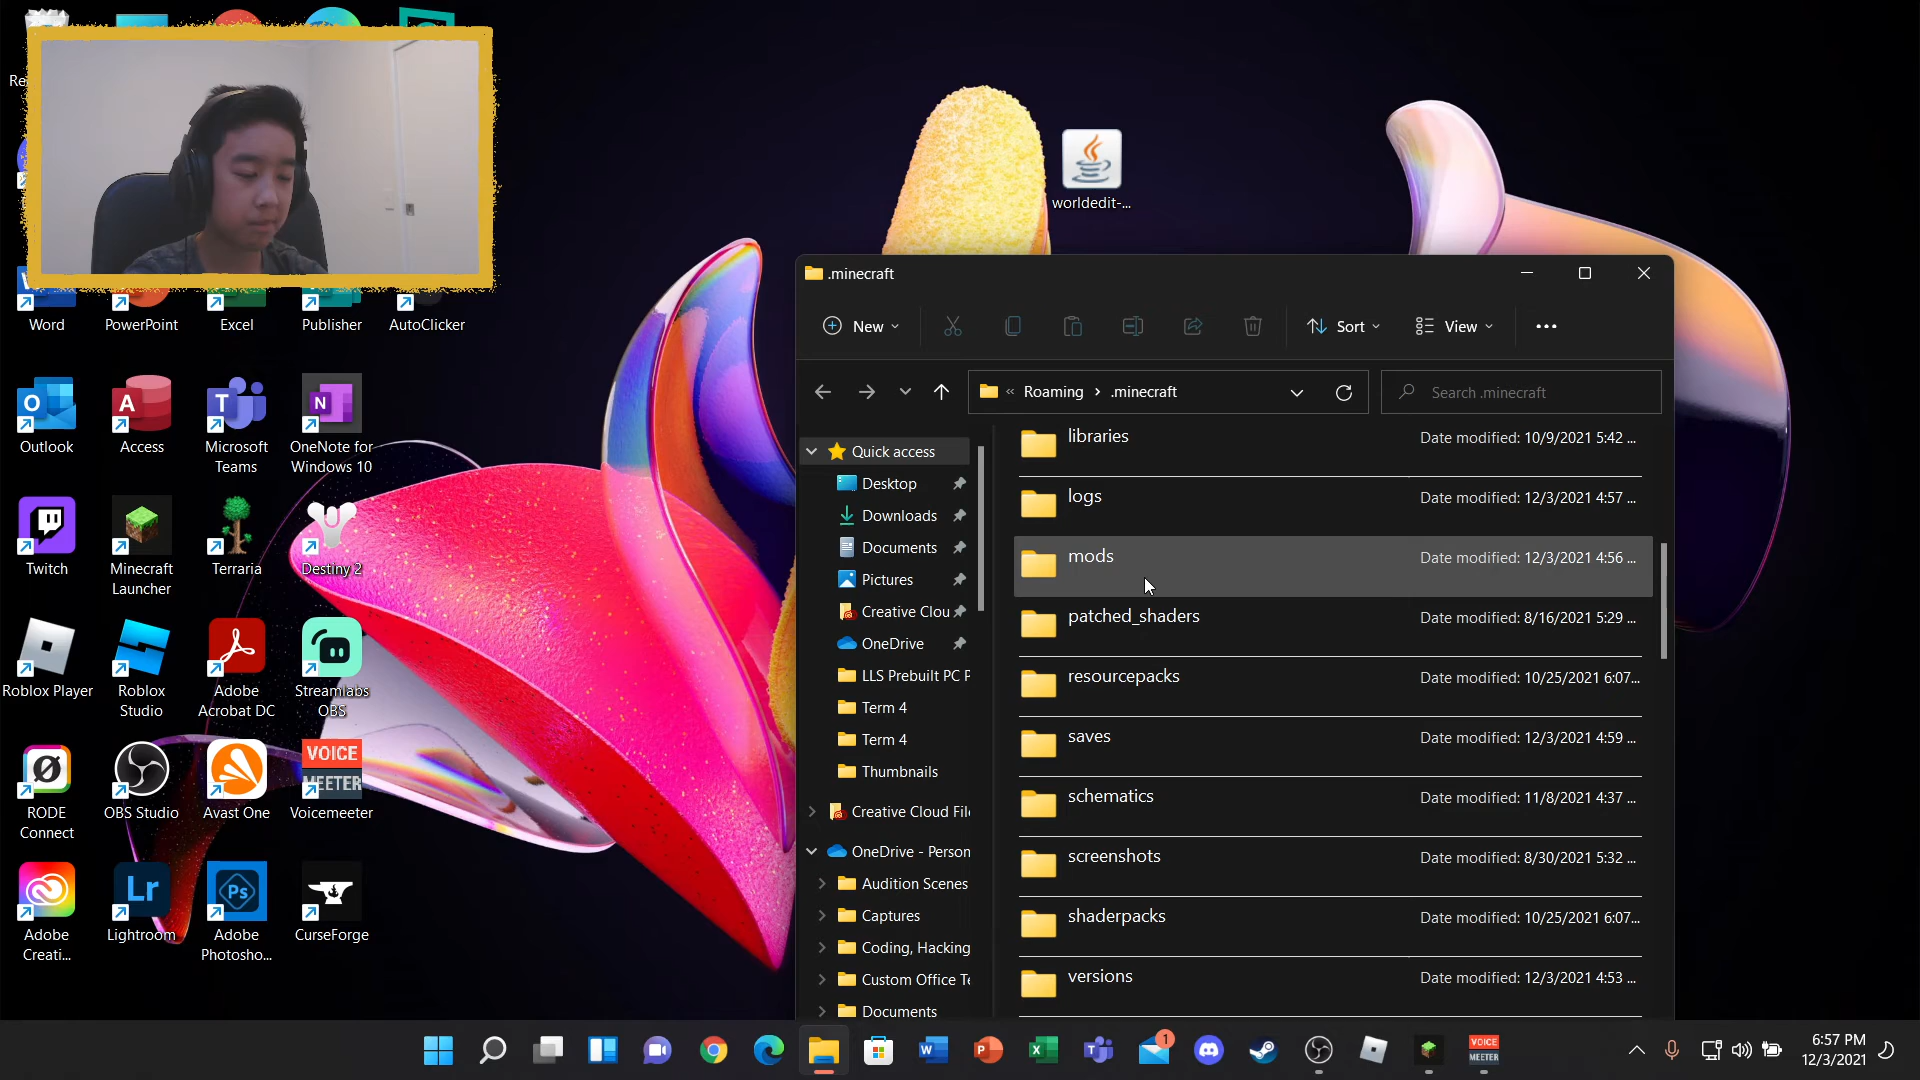 Re
worldedit-...
Word
PowerPoint
Excel
Publisher
AutoClicker
Outlook
Access
Microsoft
Teams
OneNote for
Windows 10
Twitch
Minecraft
Launcher
Terraria
Destiny 2
Roblox Player
Roblox
Studio
Adobe
Acrobat DC
Streamlabs
OBS
VOICE
MEETER
RODE
Connect
OBS Studio
Avast One
Voicemeeter
Lr
Ps
Adobe
Creati...
Lightroom
Adobe
Photosho...
CurseForge
.minecraft
New
Sort
View
Roaming > .minecraft
Search .minecraft
Quick access
Desktop
Downloads
Documents
Pictures
Creative Clou
OneDrive
LLS Prebuilt PC P
Term 4
Term 4
Thumbnails
Creative Cloud File
OneDrive - Person
Audition Scenes
Captures
Coding, Hacking
Custom Office Te
Documents
libraries Date modified: 10/9/2021 5:42 ...
logs Date modified: 12/3/2021 4:57 ...
mods Date modified: 12/3/2021 4:56 ...
patched_shaders Date modified: 8/16/2021 5:29 ...
resourcepacks Date modified: 10/25/2021 6:07...
saves Date modified: 12/3/2021 4:59 ...
schematics Date modified: 11/8/2021 4:37 ...
screenshots Date modified: 8/30/2021 5:32 ...
shaderpacks Date modified: 10/25/2021 6:07...
versions Date modified: 12/3/2021 4:53 ...
1
VOICE
MEETER
6:57 PM
12/3/2021